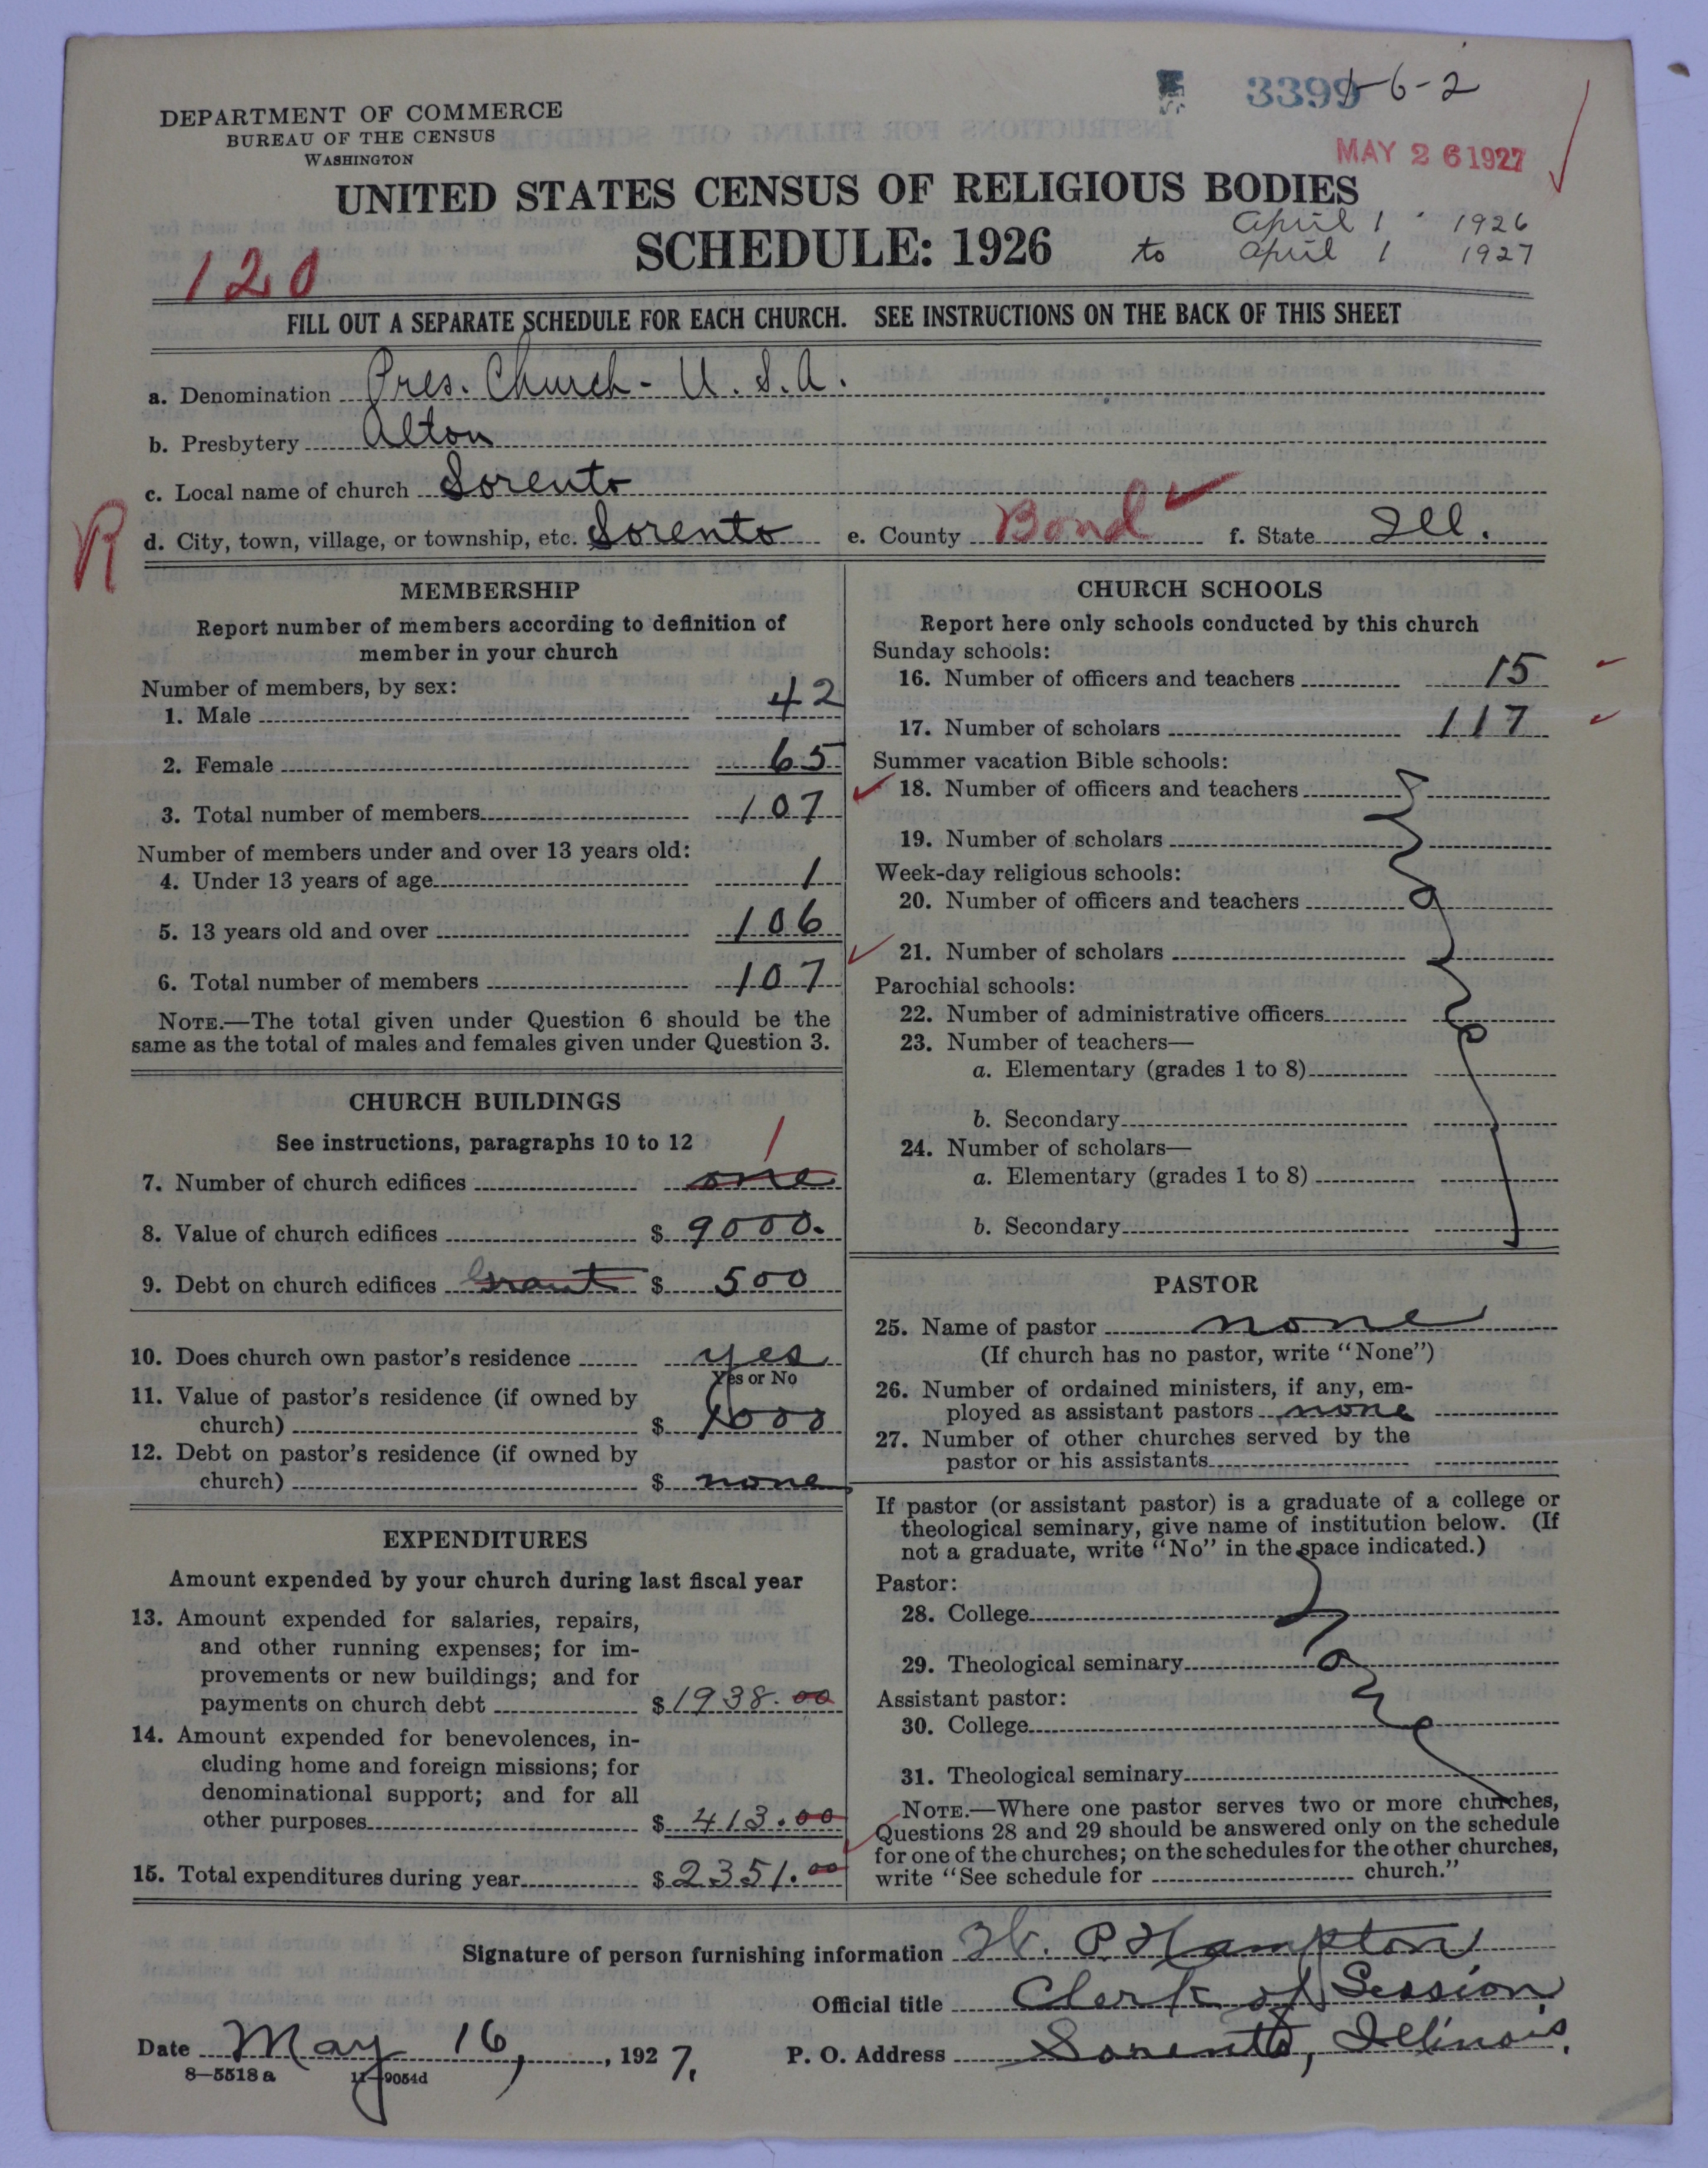 3399 1-6-2
DEPARTMENT OF COMMERCE
BUREAU OF THE CENSUS
WASHINGTON
MAY 26 1927
UNITED STATES CENSUS OF RELIGIOUS BODIES
April 1 1926
SCHEDULE: 1926 to April 1 1927
120
FILL OUT A SEPARATE SCHEDULE FOR EACH CHURCH. SEE INSTRUCTIONS ON THE BACK OF THIS SHEET
a. Denomination Pres. Church - U.S.A.
b. Presbytery Alton
c. Local name of church Sorento
R
d. City, town, village, or township, etc. Sorento e. County Bond f. State Ill.
MEMBERSHIP
Report number of members according to definition of
member in your church
Number of members, by sex:
1. Male 42
2. Female 65
3. Total number of members 107
Number of members under and over 13 years old:
4. Under 13 years of age 1
5. 13 years old and over 106
6. Total number of members 107
NOTE.—The total given under Question 6 should be the
same as the total of males and females given under Question 3.
CHURCH BUILDINGS
See instructions, paragraphs 10 to 12
1
7. Number of church edifices one
8. Value of church edifices $ 9000.
9. Debt on church edifices Grant $ 500
10. Does church own pastor's residence yes
Yes or No
11. Value of pastor's residence (if owned by
church) $ 1000
12. Debt on pastor's residence (if owned by
church) $ none
EXPENDITURES
Amount expended by your church during last fiscal year
13. Amount expended for salaries, repairs,
and other running expenses; for im-
provements or new buildings; and for
payments on church debt $ 1938.00
14. Amount expended for benevolences, in-
cluding home and foreign missions; for
denominational support; and for all
other purposes $ 413.00
15. Total expenditures during year $ 2351.00
CHURCH SCHOOLS
Report here only schools conducted by this church
Sunday schools:
16. Number of officers and teachers 15
17. Number of scholars 117
Summer vacation Bible schools:
18. Number of officers and teachers
19. Number of scholars
Week-day religious schools:
20. Number of officers and teachers
21. Number of scholars
Parochial schools:
22. Number of administrative officers
23. Number of teachers—
a. Elementary (grades 1 to 8)
b. Secondary
24. Number of scholars—
a. Elementary (grades 1 to 8)
b. Secondary
none
PASTOR
25. Name of pastor none
(If church has no pastor, write "None")
26. Number of ordained ministers, if any, em-
ployed as assistant pastors none
27. Number of other churches served by the
pastor or his assistants
If pastor (or assistant pastor) is a graduate of a college or
theological seminary, give name of institution below. (If
not a graduate, write "No" in the space indicated.)
Pastor:
28. College
29. Theological seminary
Assistant pastor:
30. College
31. Theological seminary
none
NOTE.—Where one pastor serves two or more churches,
Questions 28 and 29 should be answered only on the schedule
for one of the churches; on the schedules for the other churches,
write "See schedule for church."
Signature of person furnishing information W. P. Hampton
Official title Clerk of Session
Date May 16, 1927. P. O. Address Sorento, Illinois.
8—5518 a 11—9054d